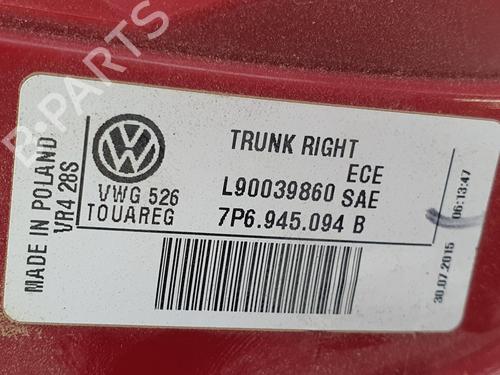 MADE IN POLAND
VR4 28S
VWG 526
TOUAREG
TRUNK RIGHT
ECE
L90039860 SAE
7P6.945.094 B
30.07.2015 06:13:47
B-PARTS